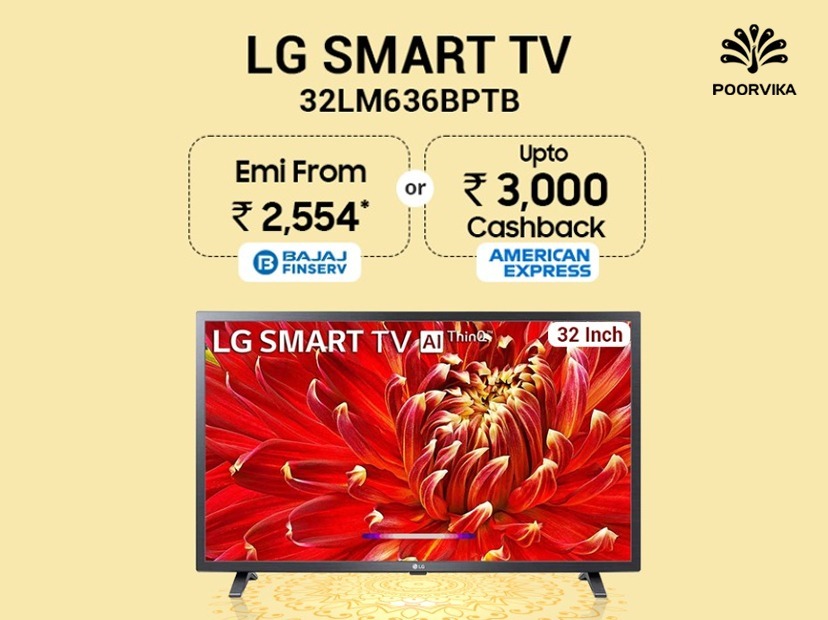 LG SMART TV
32LM636BPTB
POORVIKA
Emi From
₹ 2,554*
BAJAJ
FINSERV
or
Upto
₹ 3,000
Cashback
AMERICAN
EXPRESS
LG SMART TV AI ThinQ
32 Inch
LG